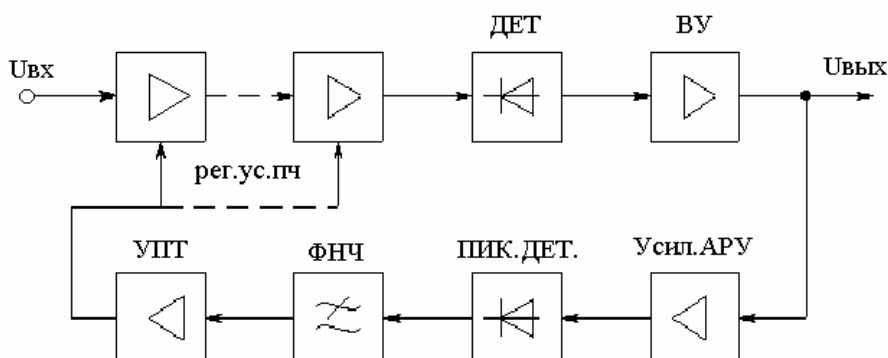 ДЕТ
ВУ
Uвх
Uвых
рег.ус.пч
УПТ
ФНЧ
ПИК.ДЕТ.
Усил.АРУ